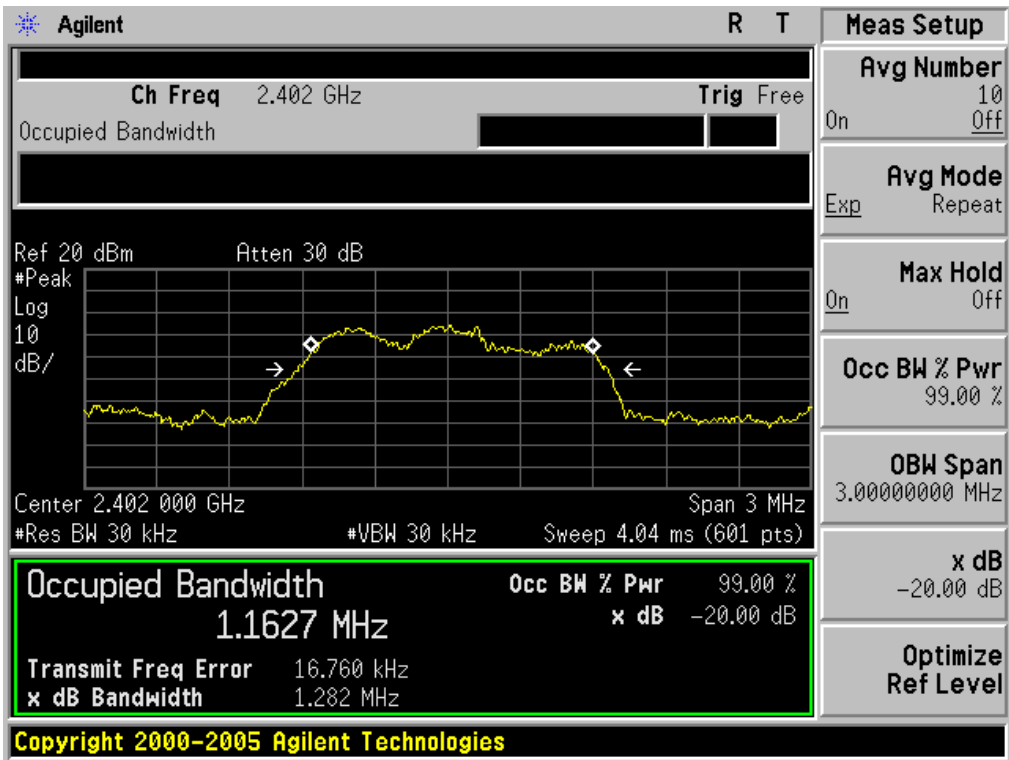 Agilent R T
Ch Freq 2.402 GHz Trig Free
Occupied Bandwidth
Ref 20 dBm Atten 30 dB
#Peak
Log
10
dB/
Center 2.402 000 GHz Span 3 MHz
#Res BW 30 kHz #VBW 30 kHz Sweep 4.04 ms (601 pts)
Occupied Bandwidth
1.1627 MHz
Occ BW % Pwr 99.00 %
x dB -20.00 dB
Transmit Freq Error 16.760 kHz
x dB Bandwidth 1.282 MHz
Copyright 2000-2005 Agilent Technologies
Meas Setup
Avg Number
10
On Off
Avg Mode
Exp Repeat
Max Hold
On Off
Occ BW % Pwr
99.00 %
OBW Span
3.00000000 MHz
x dB
-20.00 dB
Optimize
Ref Level